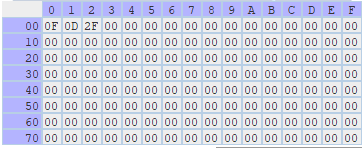 0 1 2 3 4 5 6 7 8 9 A B C D E F
00 0F 0D 2F 00 00 00 00 00 00 00 00 00 00 00 00 00
10 00 00 00 00 00 00 00 00 00 00 00 00 00 00 00 00
20 00 00 00 00 00 00 00 00 00 00 00 00 00 00 00 00
30 00 00 00 00 00 00 00 00 00 00 00 00 00 00 00 00
40 00 00 00 00 00 00 00 00 00 00 00 00 00 00 00 00
50 00 00 00 00 00 00 00 00 00 00 00 00 00 00 00 00
60 00 00 00 00 00 00 00 00 00 00 00 00 00 00 00 00
70 00 00 00 00 00 00 00 00 00 00 00 00 00 00 00 00